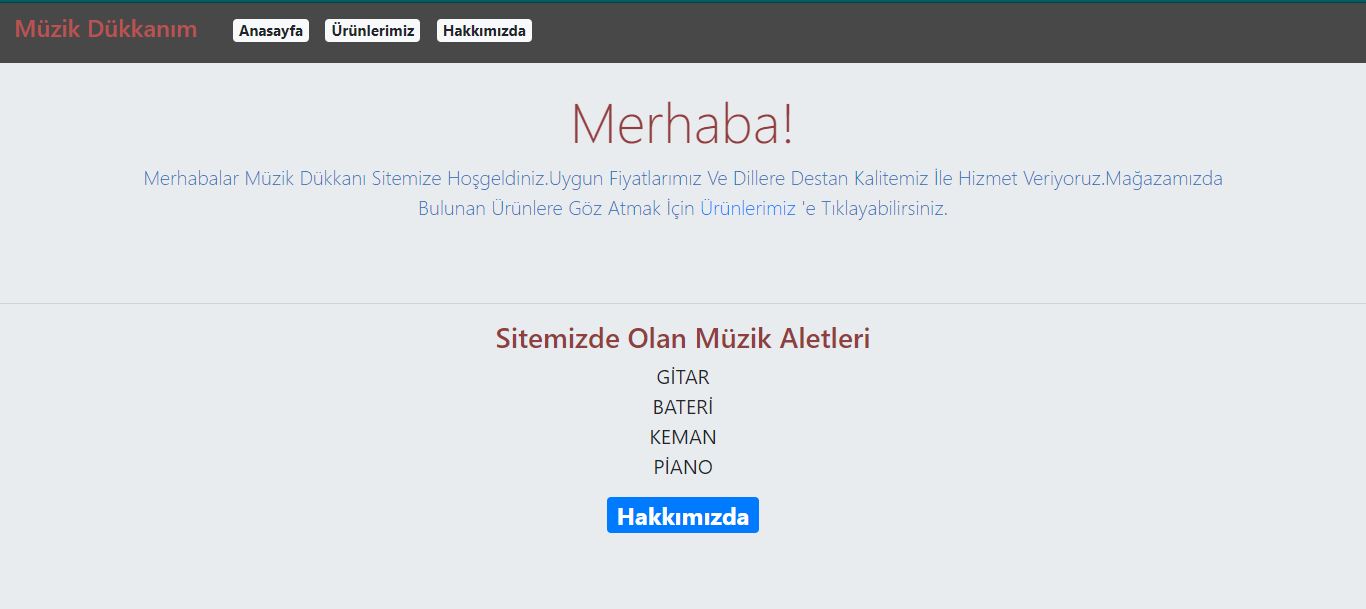 Müzik Dükkanım Anasayfa Ürünlerimiz Hakkımızda
Merhaba!
Merhabalar Müzik Dükkanı Sitemize Hoşgeldiniz.Uygun Fiyatlarımız Ve Dillere Destan Kalitemiz İle Hizmet Veriyoruz.Mağazamızda
Bulunan Ürünlere Göz Atmak İçin Ürünlerimiz 'e Tıklayabilirsiniz.
Sitemizde Olan Müzik Aletleri
GİTAR
BATERİ
KEMAN
PİANO
Hakkımızda